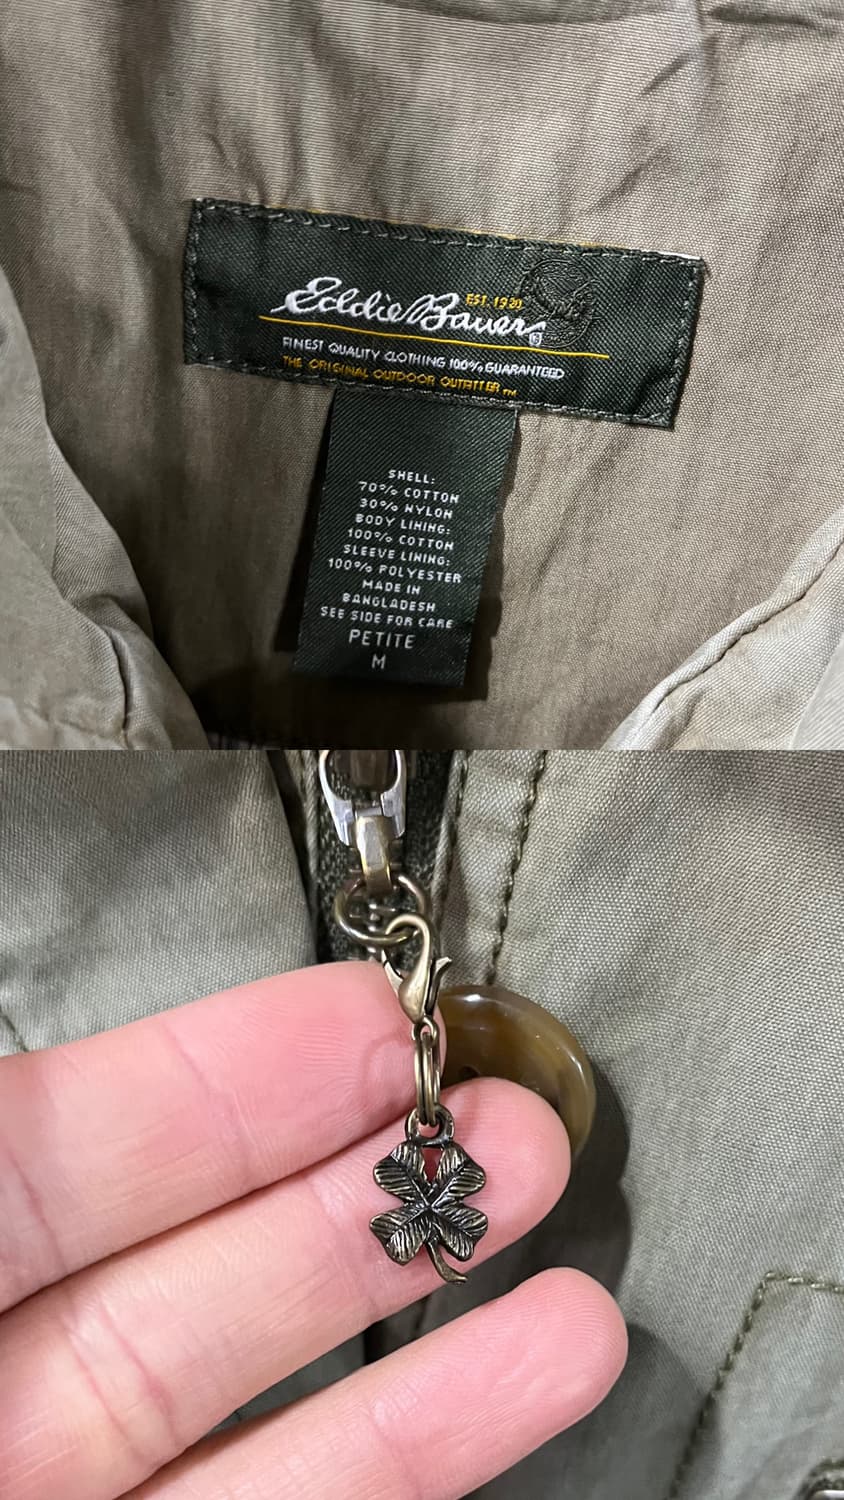 Eddie Bauer EST. 1920 ®
FINEST QUALITY CLOTHING 100% GUARANTEED
THE ORIGINAL OUTDOOR OUTFITTER ™
SHELL:
70% COTTON
30% NYLON
BODY LINING:
100% COTTON
SLEEVE LINING:
100% POLYESTER
MADE IN
BANGLADESH
SEE SIDE FOR CARE
PETITE
M